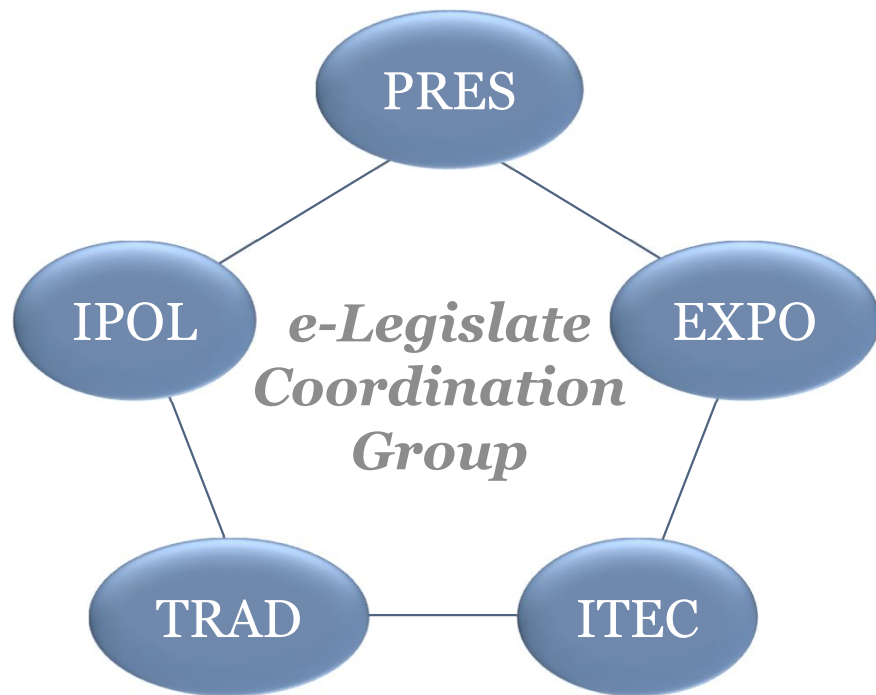 PRES
IPOL
EXPO
e-Legislate
Coordination
Group
TRAD
ITEC